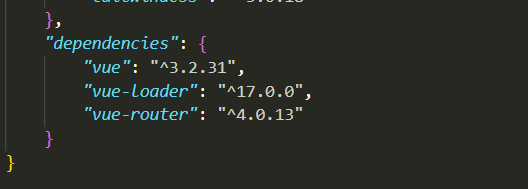 },
"dependencies": {
"vue": "^3.2.31",
"vue-loader": "^17.0.0",
"vue-router": "^4.0.13"
}
}